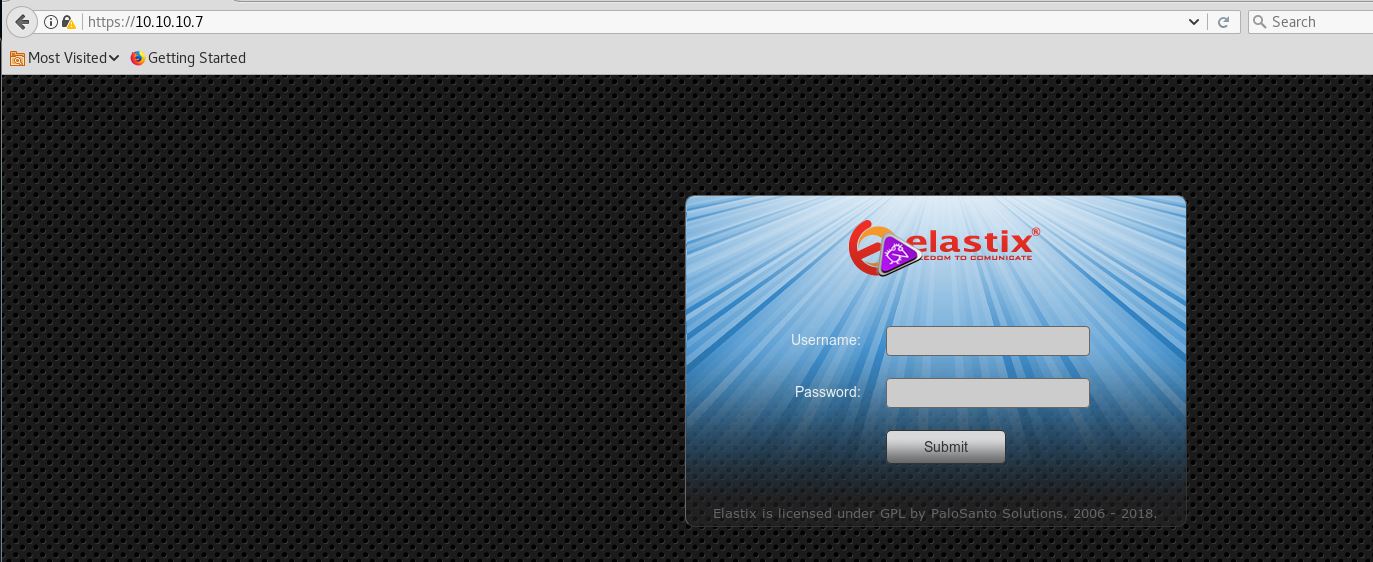 https://10.10.10.7
Search
Most Visited
Getting Started
elastix®
EDOM TO COMUNICATE
Username:
Password:
Submit
Elastix is licensed under GPL by PaloSanto Solutions. 2006 - 2018.